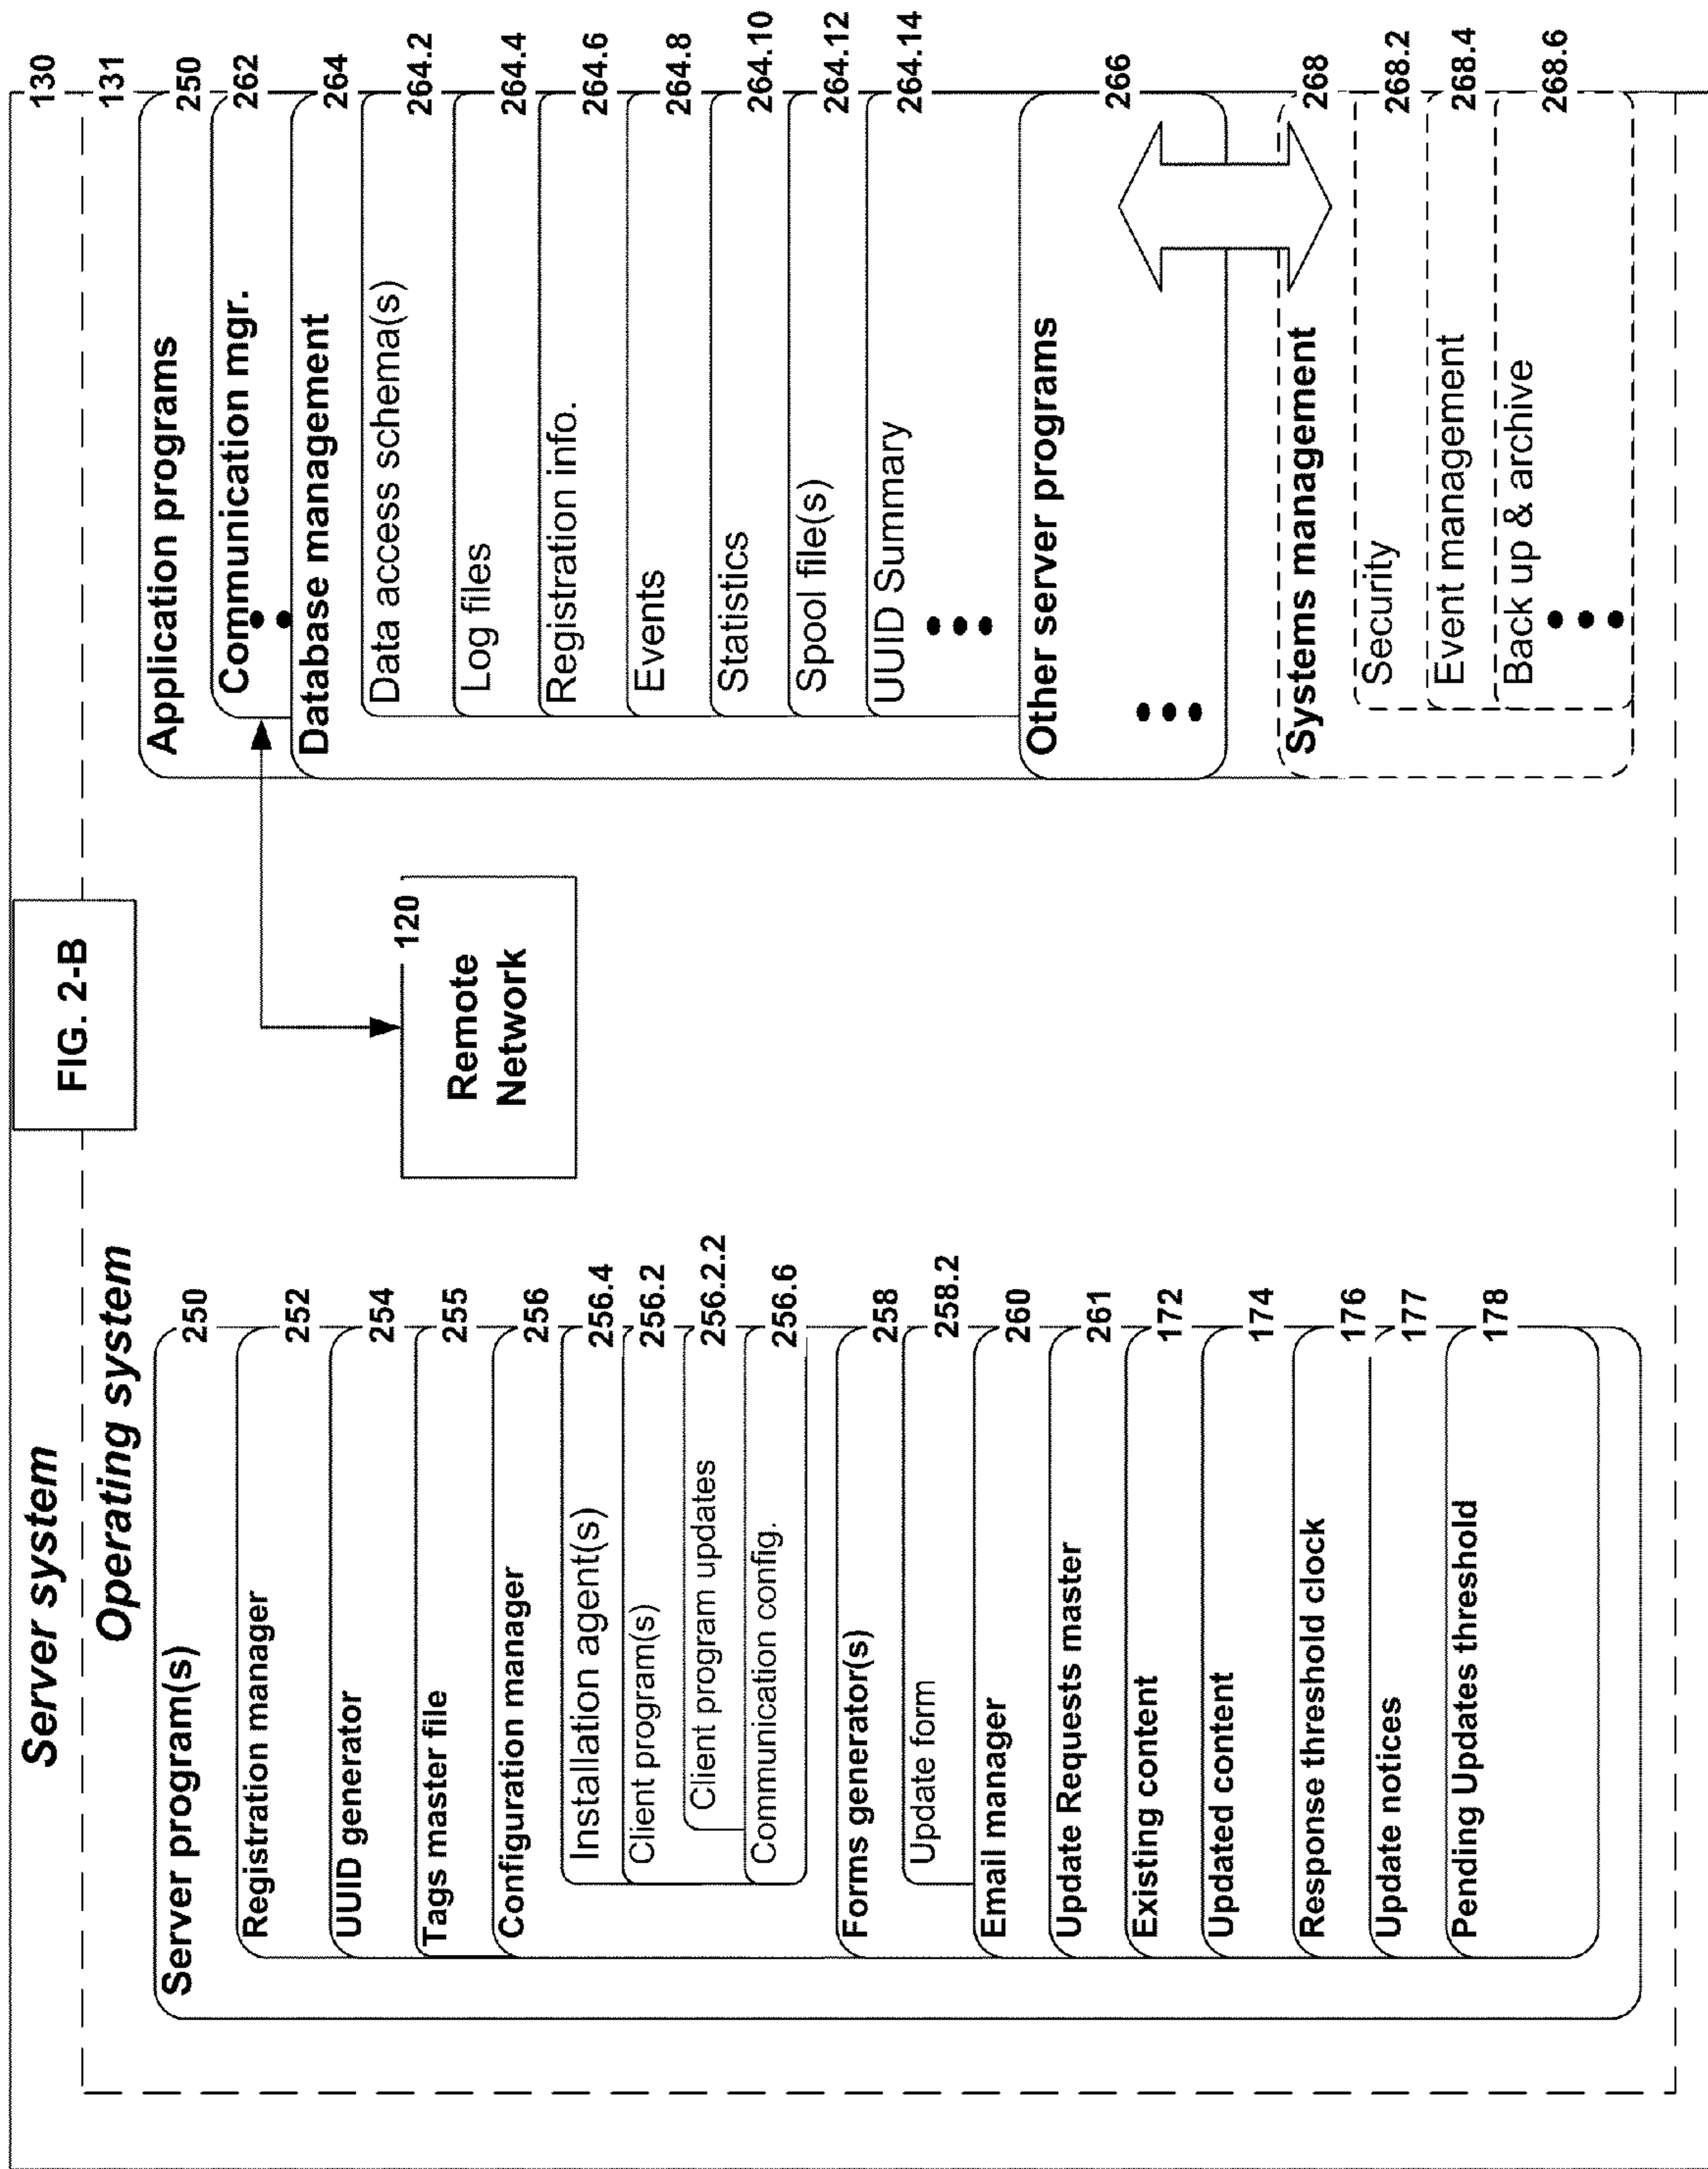 FIG. 2-B
130
Server system
131
Operating system
Server program(s) 250
Registration manager 252
UUID generator 254
Tags master file 255
Configuration manager 256
Installation agent(s) 256.4
Client program(s) 256.2
Client program updates 256.2.2
Communication config. 256.6
Forms generator(s) 258
Update form 258.2
Email manager 260
Update Requests master 261
Existing content 172
Updated content 174
Response threshold clock 176
Update notices 177
Pending Updates threshold 178
120
Remote
Network
Application programs 250
Communication mgr. 262
Database management 264
Data access schema(s) 264.2
Log files 264.4
Registration info. 264.6
Events 264.8
Statistics 264.10
Spool file(s) 264.12
UUID Summary 264.14
Other server programs 266
Systems management 268
Security 268.2
Event management 268.4
Back up & archive 268.6